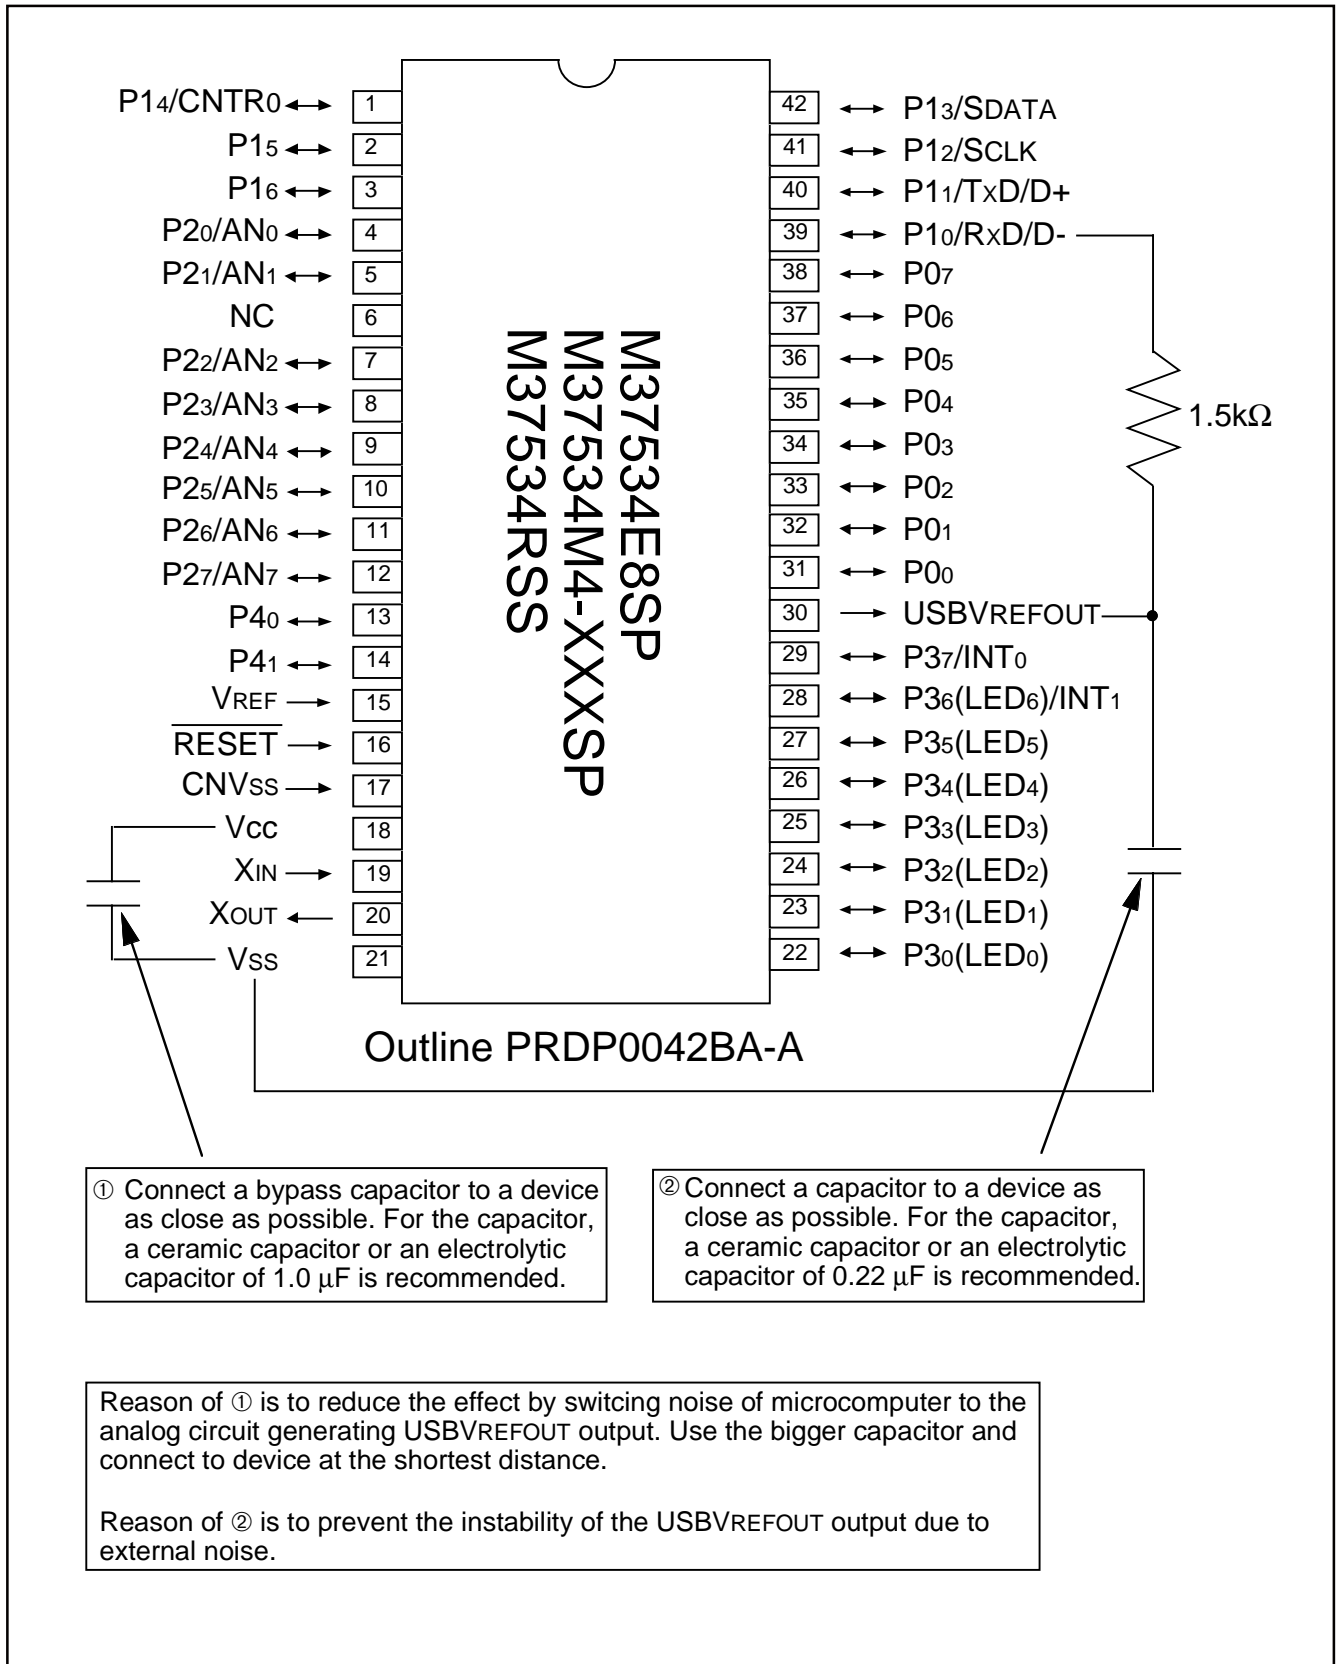 P14/CNTR0 1
P15 2
P16 3
P20/AN0 4
P21/AN1 5
NC 6
P22/AN2 7
P23/AN3 8
P24/AN4 9
P25/AN5 10
P26/AN6 11
P27/AN7 12
P40 13
P41 14
VREF 15
RESET 16
CNVSS 17
Vcc 18
XIN 19
XOUT 20
Vss 21
M37534E8SP
M37534M4-XXXSP
M37534RSS
42 P13/SDATA
41 P12/SCLK
40 P11/TxD/D+
39 P10/RxD/D-
38 P07
37 P06
36 P05
35 P04
34 P03
33 P02
32 P01
31 P00
30 USBVREFOUT
29 P37/INT0
28 P36(LED6)/INT1
27 P35(LED5)
26 P34(LED4)
25 P33(LED3)
24 P32(LED2)
23 P31(LED1)
22 P30(LED0)
1.5kΩ
Outline PRDP0042BA-A
① Connect a bypass capacitor to a device
as close as possible. For the capacitor,
a ceramic capacitor or an electrolytic
capacitor of 1.0 μF is recommended.
② Connect a capacitor to a device as
close as possible. For the capacitor,
a ceramic capacitor or an electrolytic
capacitor of 0.22 μF is recommended.
Reason of ① is to reduce the effect by switcing noise of microcomputer to the
analog circuit generating USBVREFOUT output. Use the bigger capacitor and
connect to device at the shortest distance.
Reason of ② is to prevent the instability of the USBVREFOUT output due to
external noise.